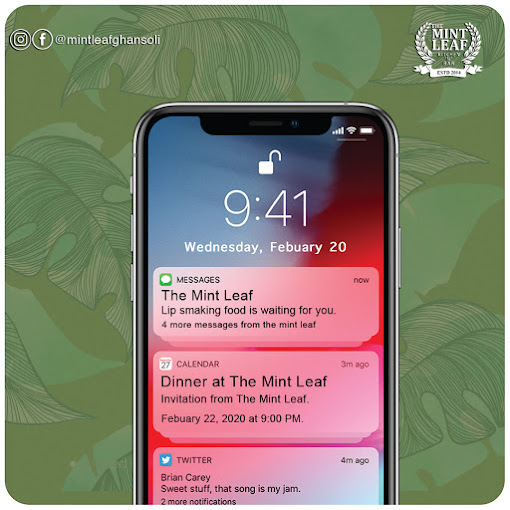 @mintleafghansoli
THE
MINT
LEAF
KITCHEN
& BAR
ESTD 2014
9:41
Wednesday, Febuary 20
MESSAGES
now
The Mint Leaf
Lip smaking food is waiting for you.
4 more messages from the mint leaf
27
CALENDAR
3m ago
Dinner at The Mint Leaf
Invitation from The Mint Leaf.
Febuary 22, 2020 at 9:00 PM.
TWITTER
4m ago
Brian Carey
Sweet stuff, that song is my jam.
2 more notifications